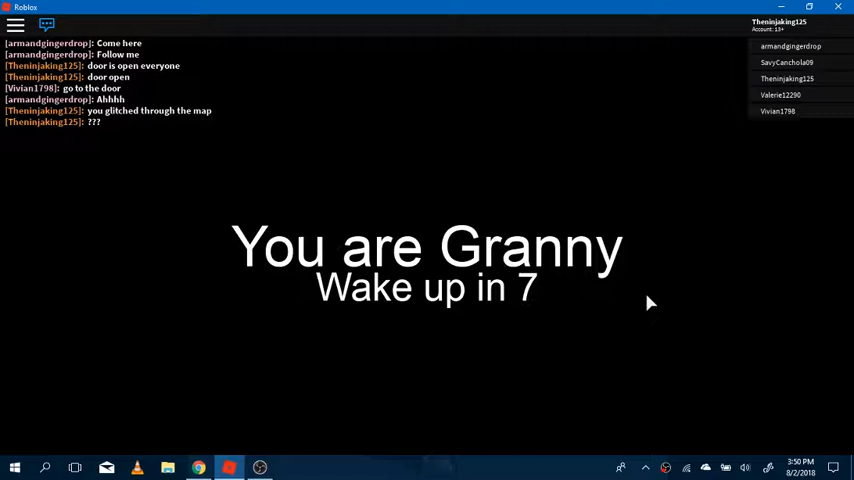 Roblox
Theninjaking125
Account: 13+
[armandgingerdrop]: Come here
[armandgingerdrop]: Follow me
[Theninjaking125]: door is open everyone
[Theninjaking125]: door open
[Vivian1798]: go to the door
[armandgingerdrop]: Ahhhh
[Theninjaking125]: you glitched through the map
[Theninjaking125]: ???
armandgingerdrop
SavyCanchola09
Theninjaking125
Valerie12290
Vivian1798
You are Granny
Wake up in 7
3:50 PM
8/2/2018